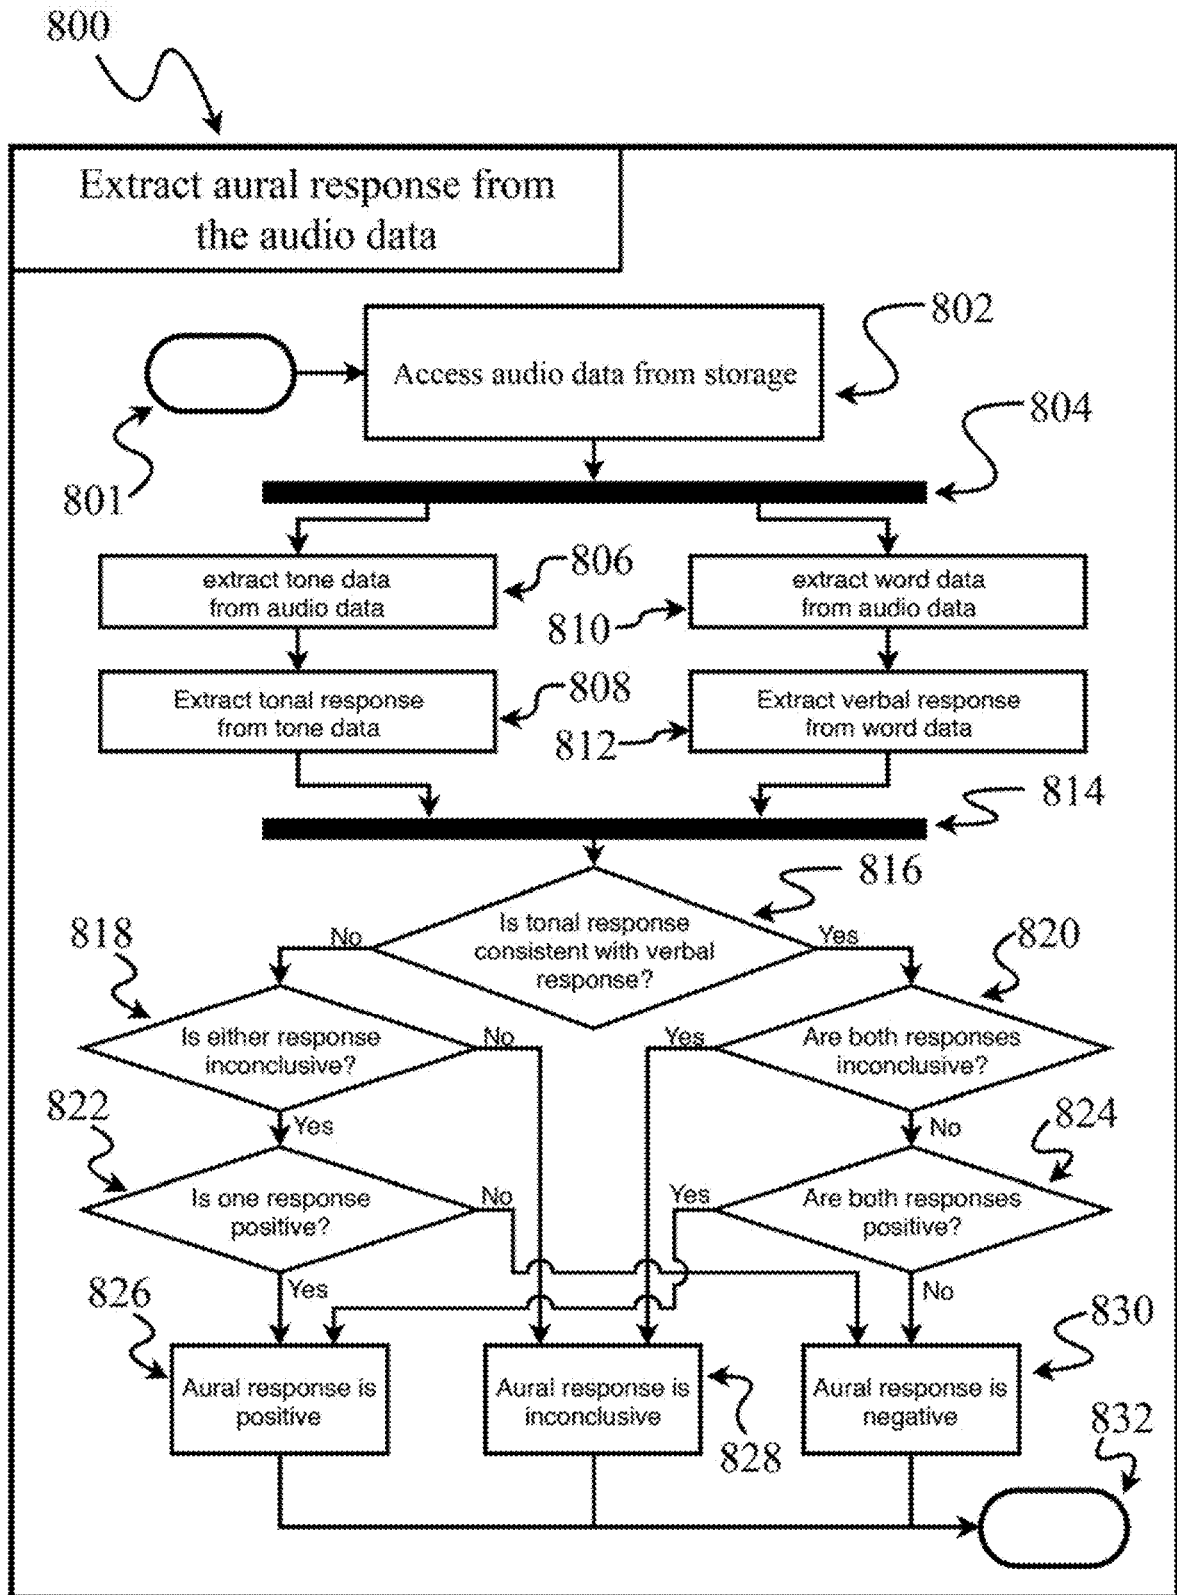 800
Extract aural response from
the audio data
802
Access audio data from storage
804
801
extract tone data
from audio data
806
extract word data
from audio data
810
Extract tonal response
from tone data
808
Extract verbal response
from word data
812
814
816
Is tonal response
consistent with verbal
response?
No
Yes
818
820
Is either response
inconclusive?
No
Yes
Are both responses
inconclusive?
822
Yes
No
824
Is one response
positive?
No
Yes
Are both responses
positive?
826
Yes
No
830
Aural response is
positive
Aural response is
inconclusive
Aural response is
negative
828
832